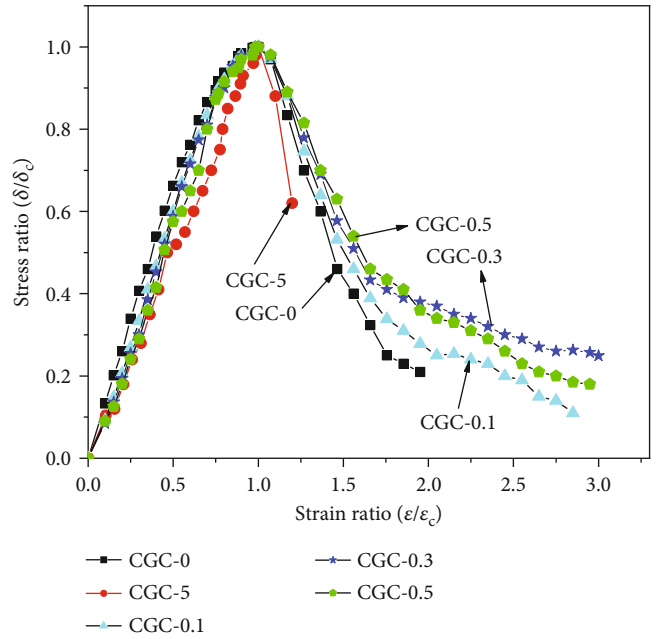 1.0
0.8
0.6
0.4
0.2
0.0
Stress ratio (δ/δc)
CGC-0.5
CGC-0.3
CGC-5
CGC-0
CGC-0.1
0.0 0.5 1.0 1.5 2.0 2.5 3.0
Strain ratio (ε/εc)
CGC-0 CGC-0.3
CGC-5 CGC-0.5
CGC-0.1